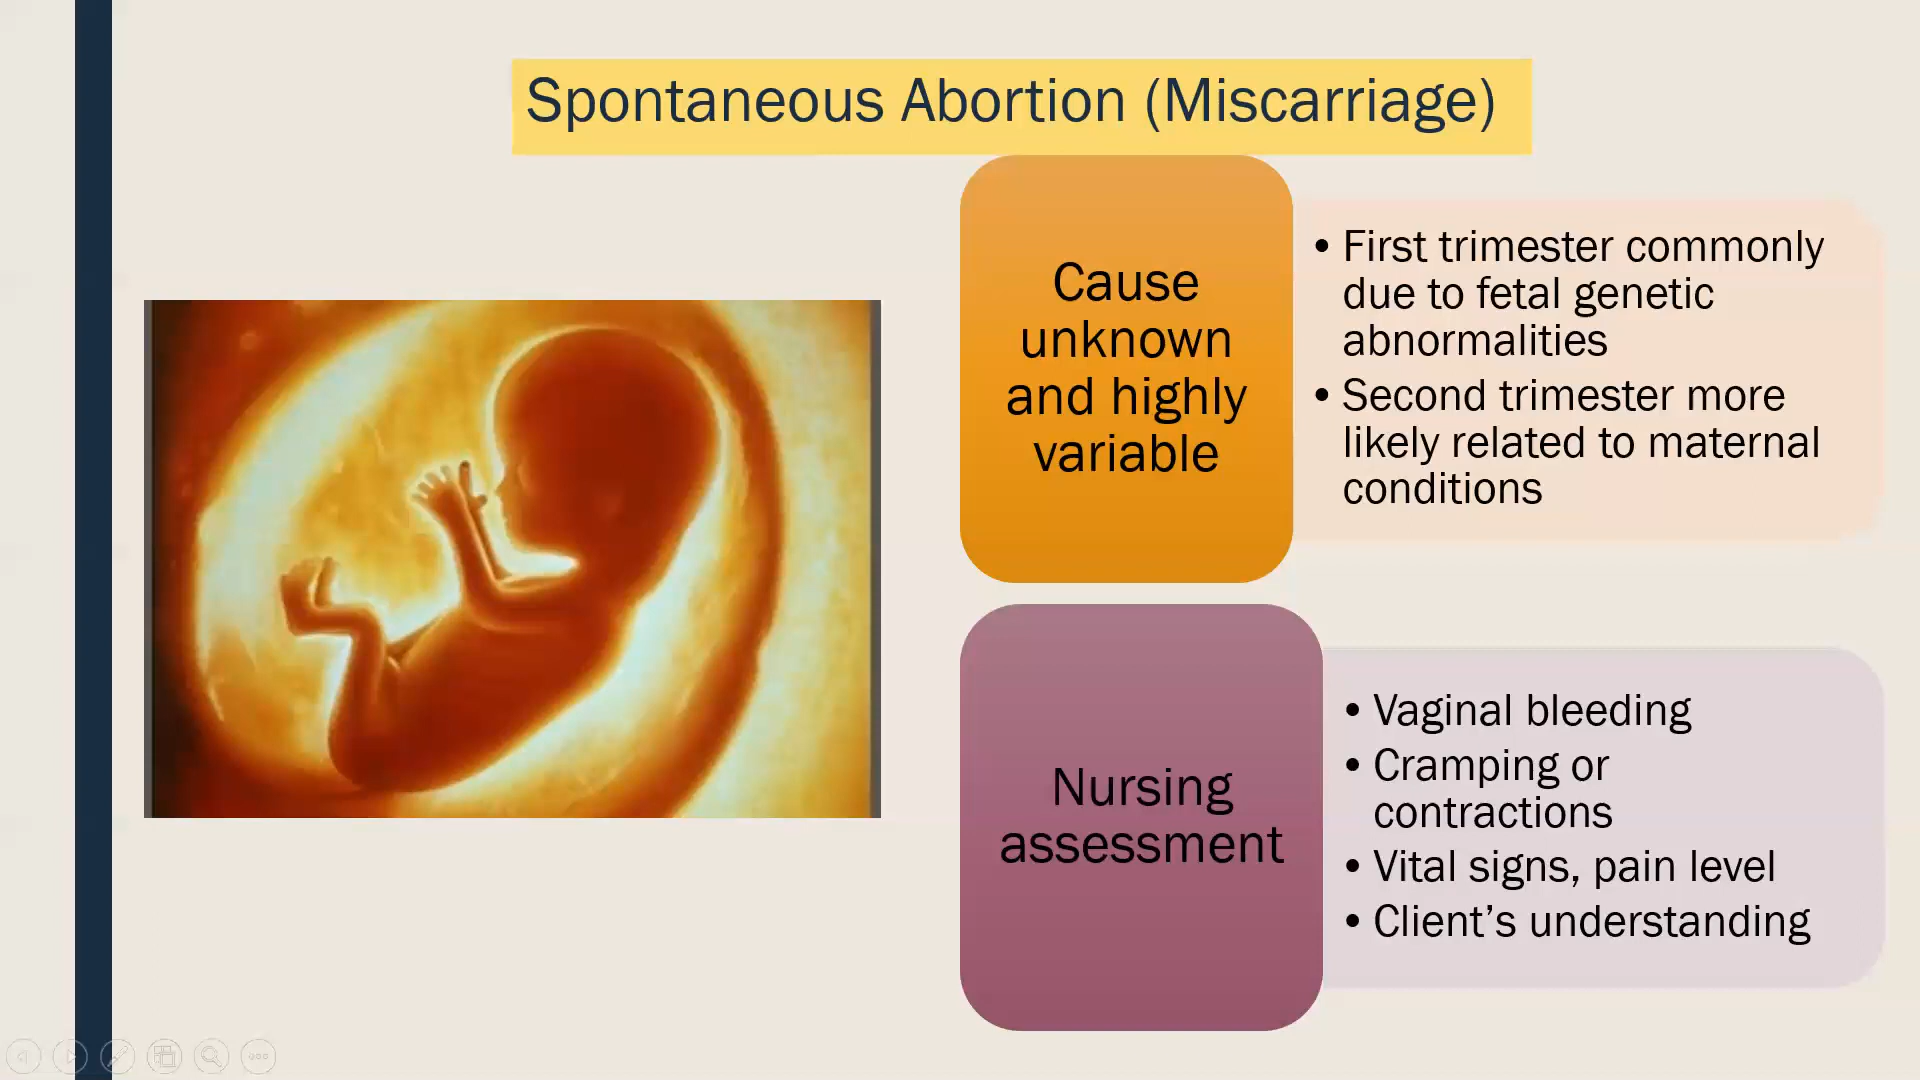 Spontaneous Abortion (Miscarriage)
Cause
unknown
and highly
variable
• First trimester commonly
due to fetal genetic
abnormalities
• Second trimester more
likely related to maternal
conditions
Nursing
assessment
• Vaginal bleeding
• Cramping or
contractions
• Vital signs, pain level
• Client’s understanding